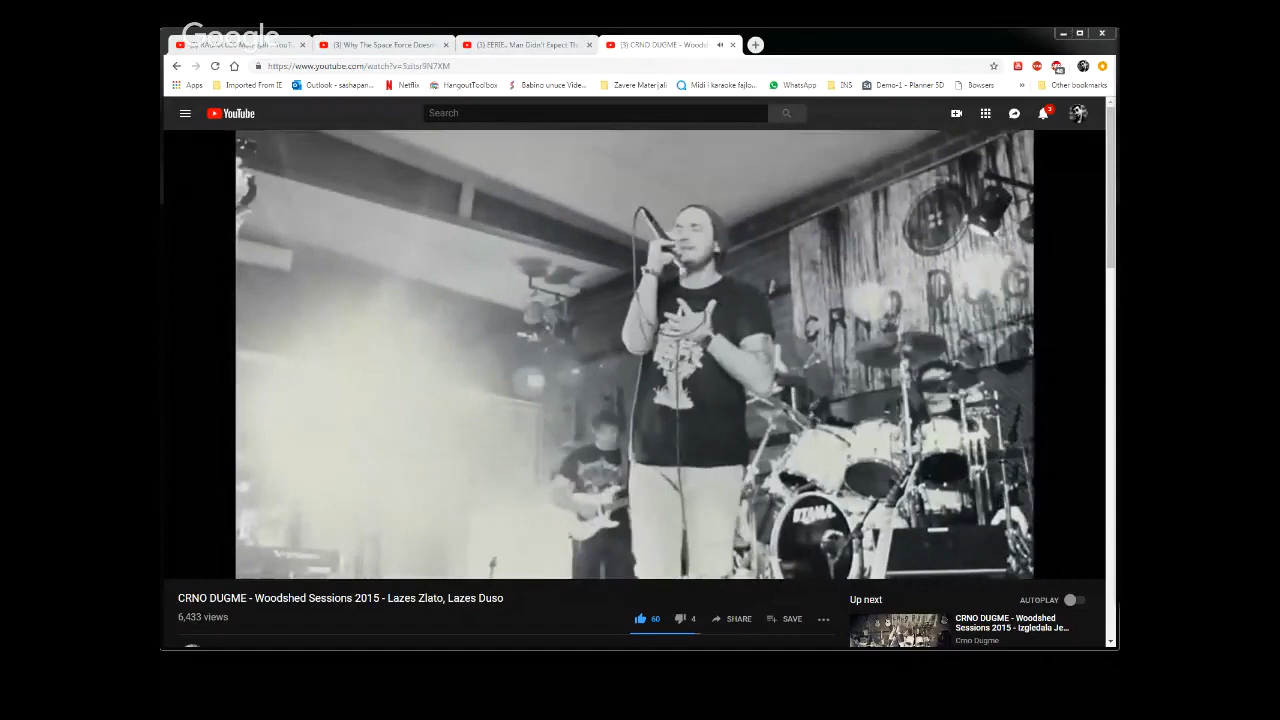 Google
(3) Why The Space Force Doesn'
(3) EERIE. Man Didn't Expect Th
(3) CRNO DUGME - Woods
https://www.youtube.com/watch?v=5zitsr9N7XM
Apps
Imported From IE
Outlook - sashapan...
Netflix
HangoutToolbox
Babino unuce Vide...
Zavere Materijali
Midi i karaoke fajlo...
WhatsApp
INS
Demo-1 - Planner 5D
Bowsers
»
Other bookmarks
YouTube
Search
3
TAMA
CRNO DUGME - Woodshed Sessions 2015 - Lazes Zlato, Lazes Duso
6,433 views
60
4
SHARE
SAVE
Up next
AUTOPLAY
CRNO DUGME - Woodshed
Sessions 2015 - Izgledala Je...
Crno Dugme